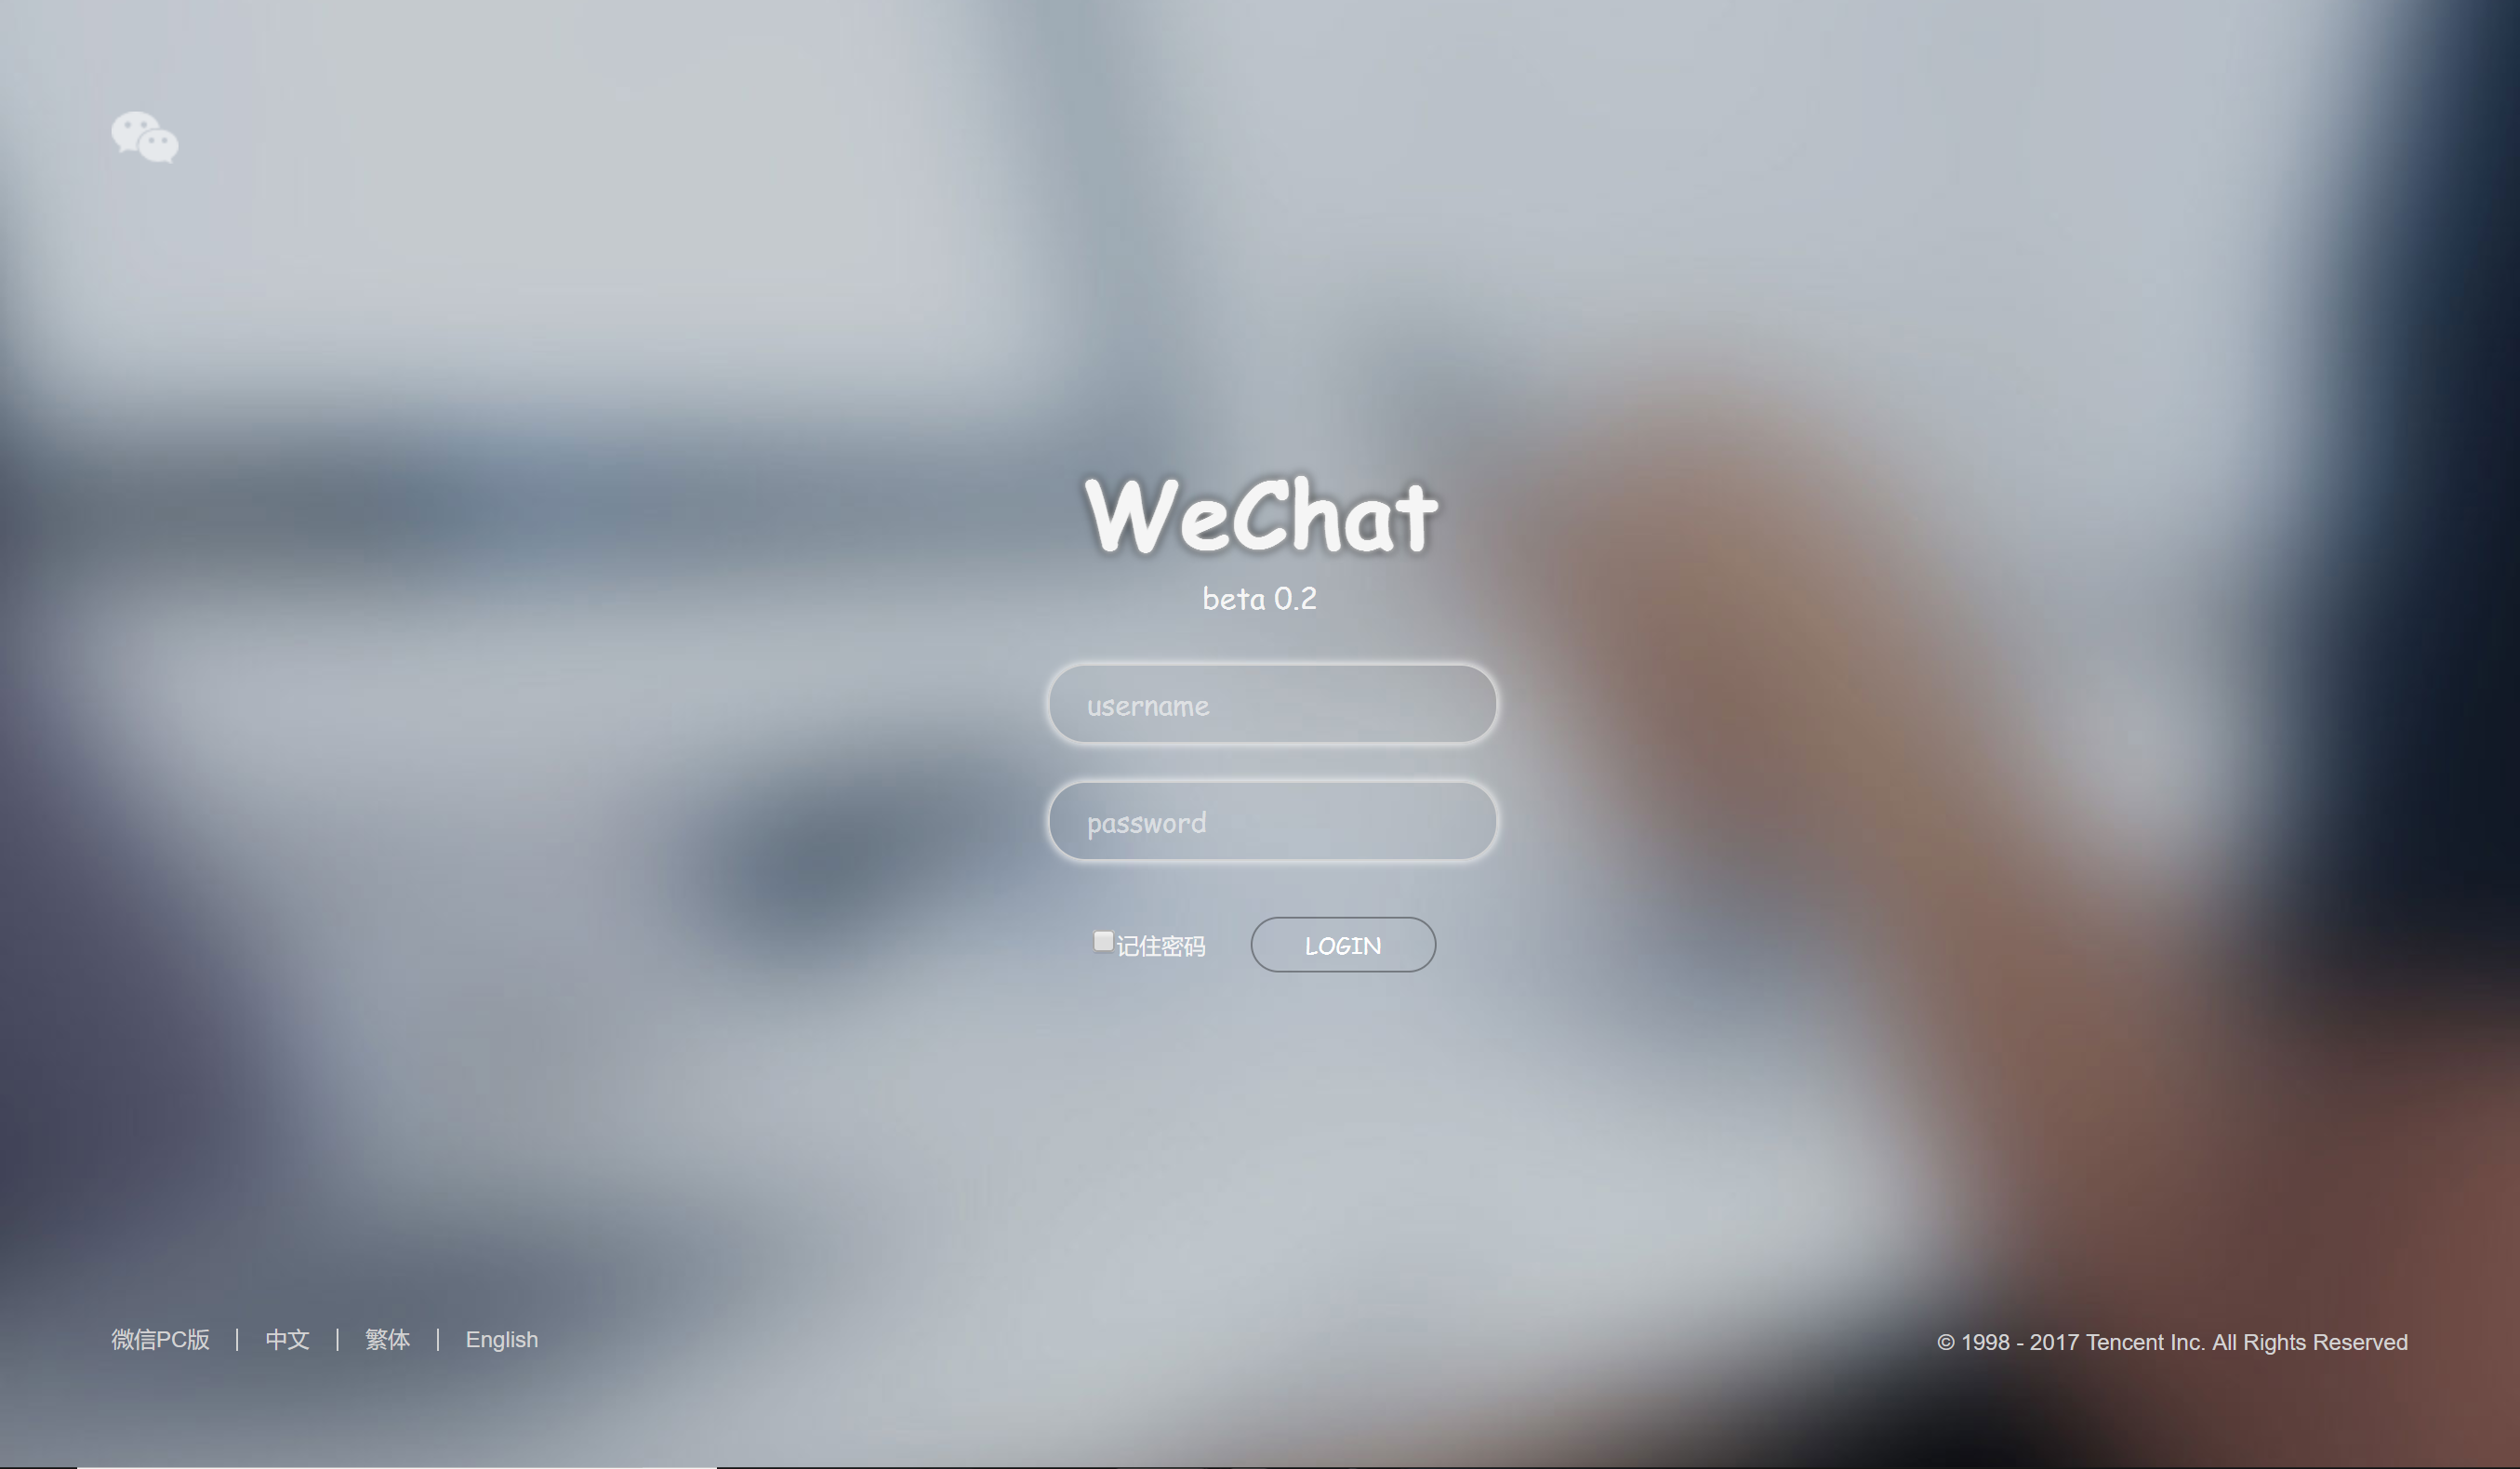 WeChat
beta 0.2
username
password
记住密码 LOGIN
微信PC版 | 中文 | 繁体 | English
© 1998 - 2017 Tencent Inc. All Rights Reserved